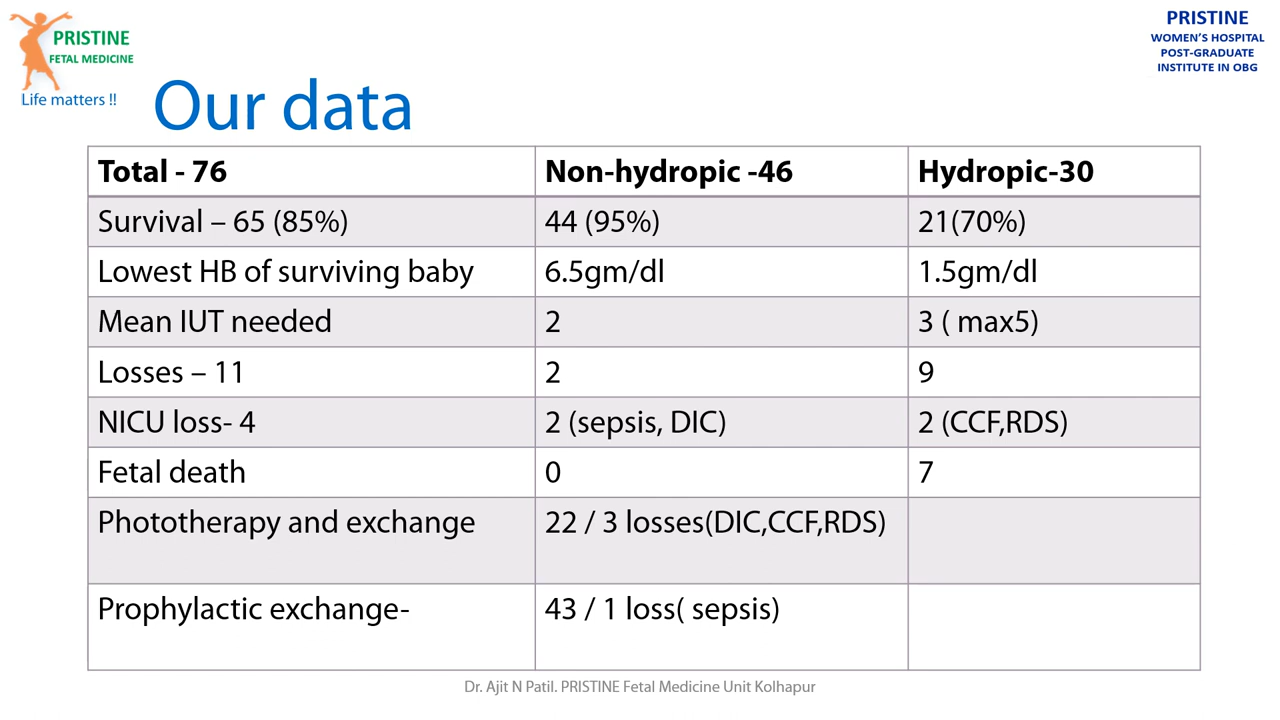 PRISTINE
FETAL MEDICINE
Life matters !!
PRISTINE
WOMEN'S HOSPITAL
POST-GRADUATE
INSTITUTE IN OBG
Our data
Total - 76 Non-hydropic -46 Hydropic-30
Survival – 65 (85%) 44 (95%) 21(70%)
Lowest HB of surviving baby 6.5gm/dl 1.5gm/dl
Mean IUT needed 2 3 ( max5)
Losses – 11 2 9
NICU loss- 4 2 (sepsis, DIC) 2 (CCF,RDS)
Fetal death 0 7
Phototherapy and exchange 22 / 3 losses(DIC,CCF,RDS)
Prophylactic exchange- 43 / 1 loss( sepsis)
Dr. Ajit N Patil. PRISTINE Fetal Medicine Unit Kolhapur